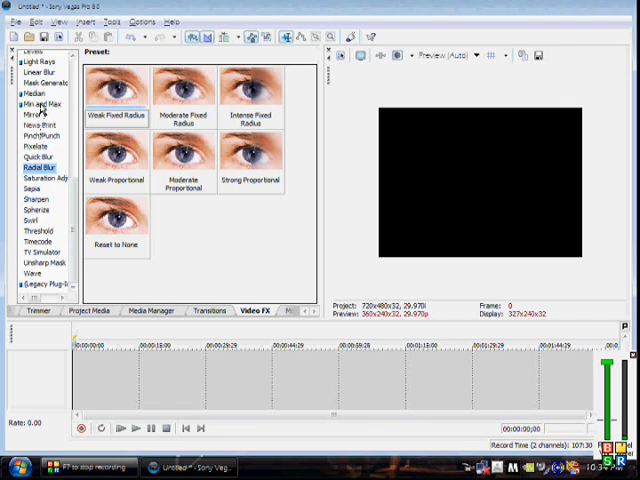 Untitled * - Sony Vegas Pro 8.0
File Edit View Insert Tools Options Help
Preview (Auto)
Levels
Light Rays
Linear Blur
Mask Generato
Median
Min and Max
Mirror
News Print
Pinch/Punch
Pixelate
Quick Blur
Radial Blur
Saturation Adj
Sepia
Sharpen
Spherize
Swirl
Threshold
Timecode
TV Simulator
Unsharp Mask
Wave
(Legacy Plug-I
Preset:
Weak Fixed Radius
Moderate Fixed
Radius
Intense Fixed
Radius
Weak Proportional
Moderate
Proportional
Strong Proportional
Reset to None
Project: 720x480x32, 29.970i
Preview: 360x240x32, 29.970p
Frame: 0
Display: 327x240x32
Trimmer Project Media Media Manager Transitions Video FX
00:00:00;00 00:00:15;00 00:00:29;29 00:00:44;29 00:00:59;28 00:01:15;00 00:01:29;29 00:01:44;29
Rate: 0.00
00:00:00;00
Record Time (2 channels): 107:30
F7 to stop recording
Untitled * - Sony Veg...
B
S R